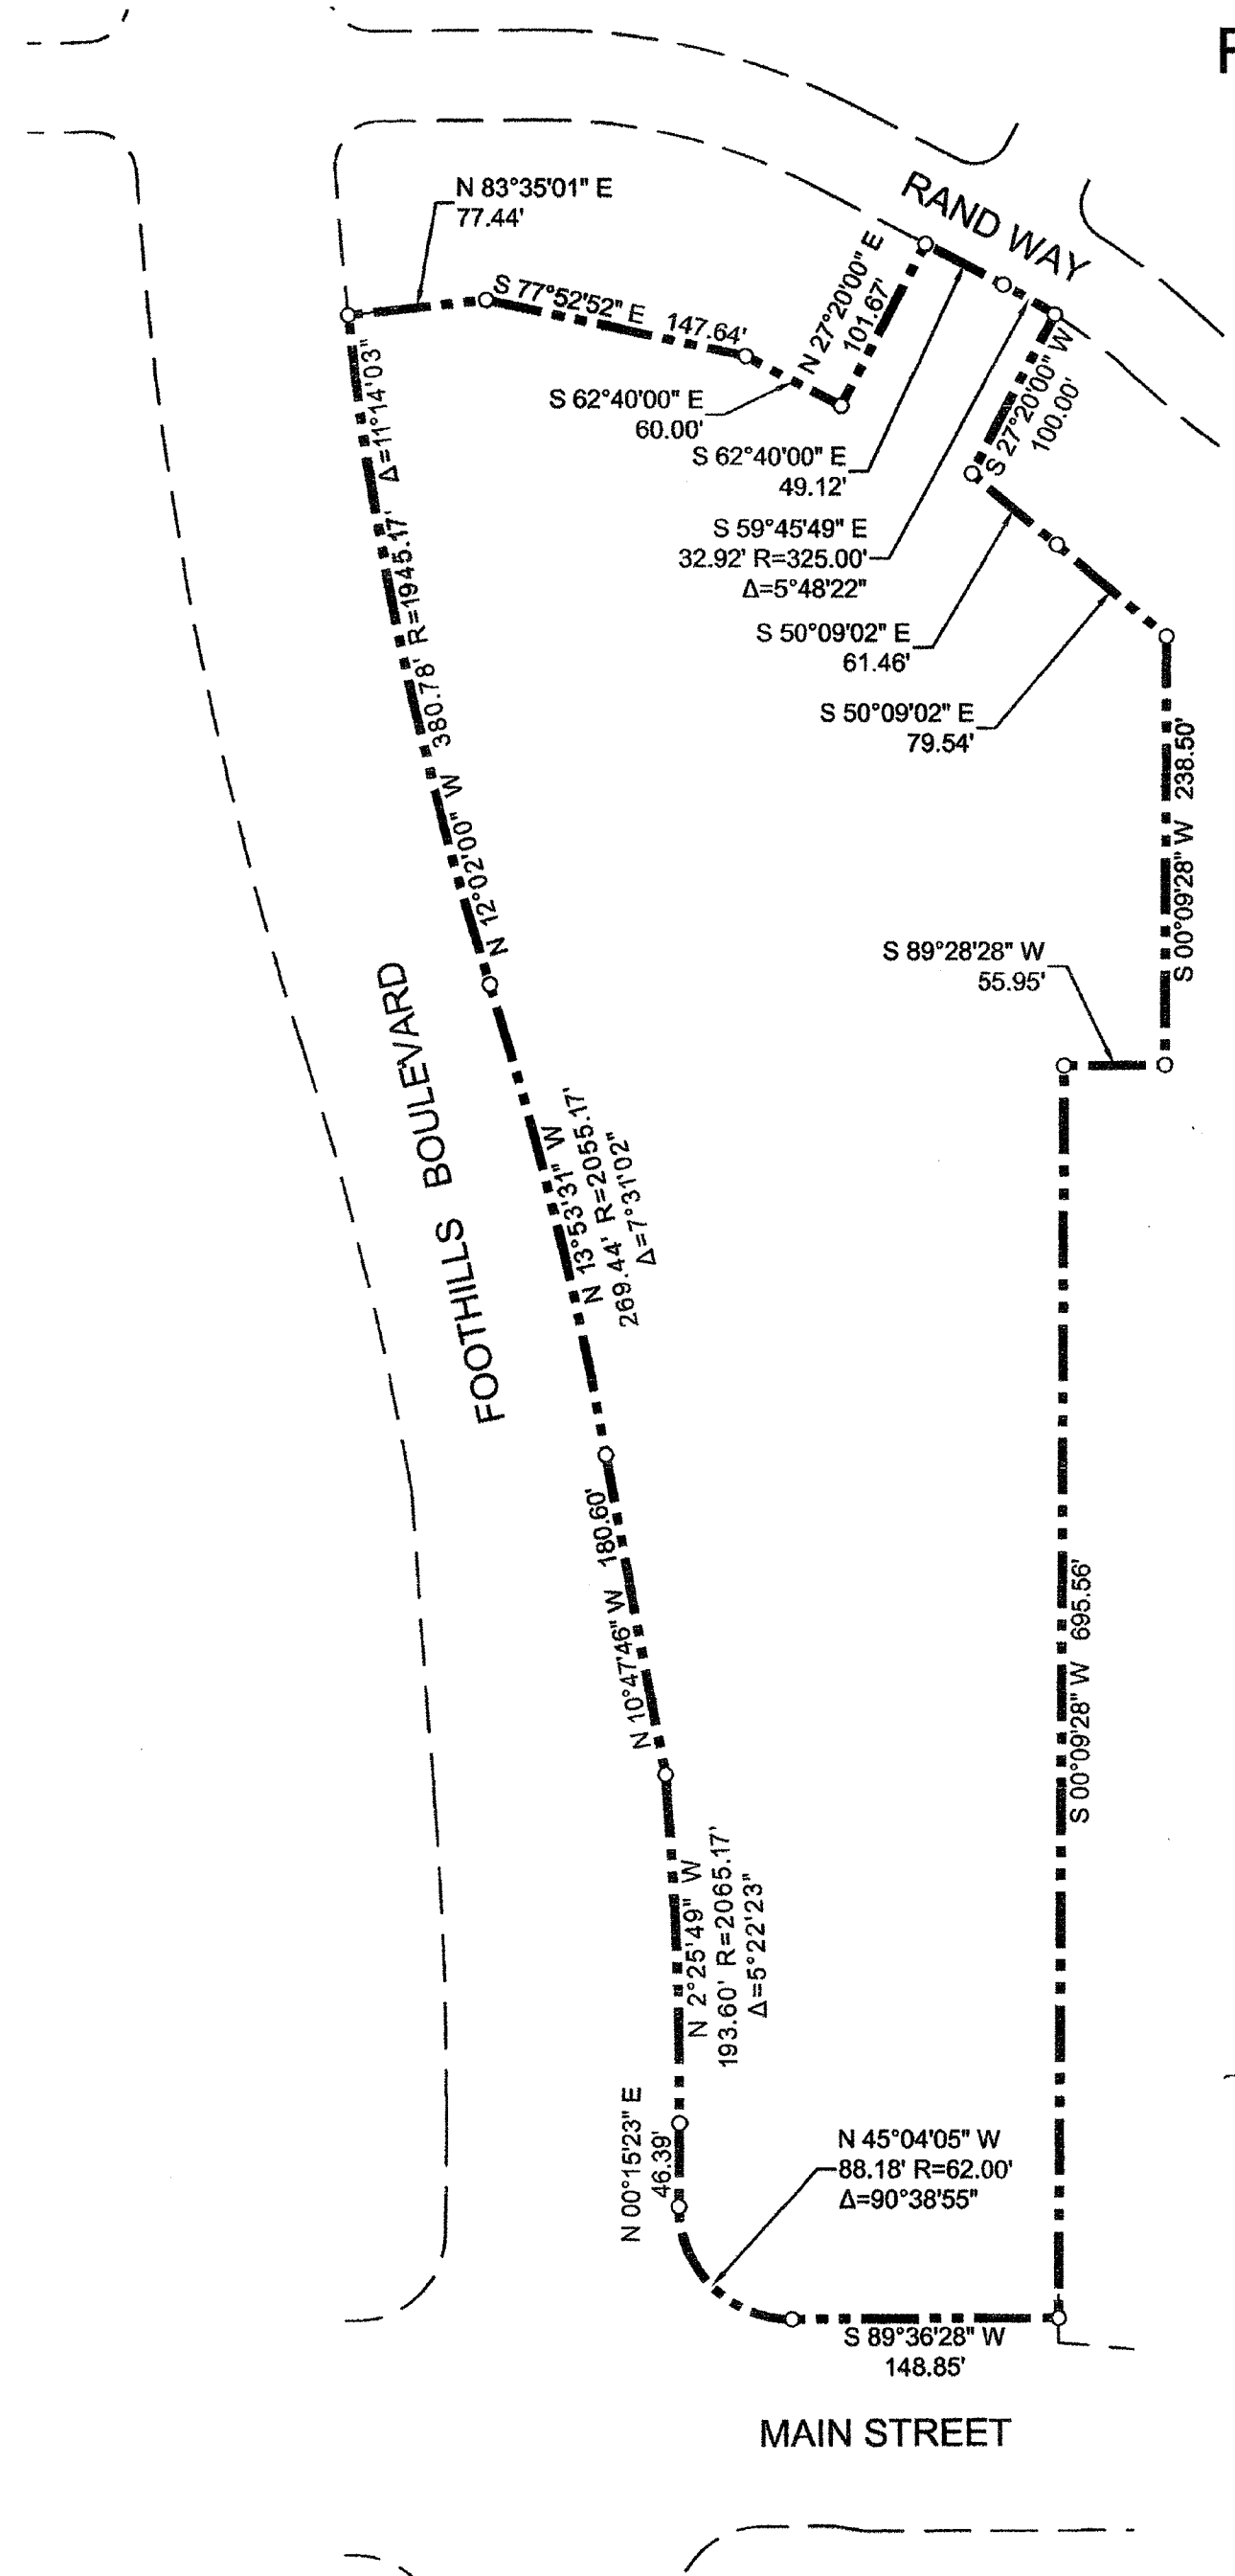 N 83°35'01" E
77.44'
RAND WAY
S 77°52'52" E 147.64'
N 27°20'00" E
101.67'
S 62°40'00" E
60.00'
S 27°20'00" W
100.00'
S 62°40'00" E
49.12'
S 59°45'49" E
32.92' R=325.00'
Δ=5°48'22"
S 50°09'02" E
61.46'
S 50°09'02" E
79.54'
N 12°02'00" W 380.78' R=1945.17' Δ=11°14'03"
S 00°09'28" W 238.50'
S 89°28'28" W
55.95'
FOOTHILLS BOULEVARD
N 13°53'31" W
269.44' R=2055.17'
Δ=7°31'02"
N 10°47'46" W 180.60'
S 00°09'28" W 695.56'
N 2°25'49" W
193.60' R=2065.17'
Δ=5°22'23"
N 00°15'23" E
46.39'
N 45°04'05" W
88.18' R=62.00'
Δ=90°38'55"
S 89°36'28" W
148.85'
MAIN STREET